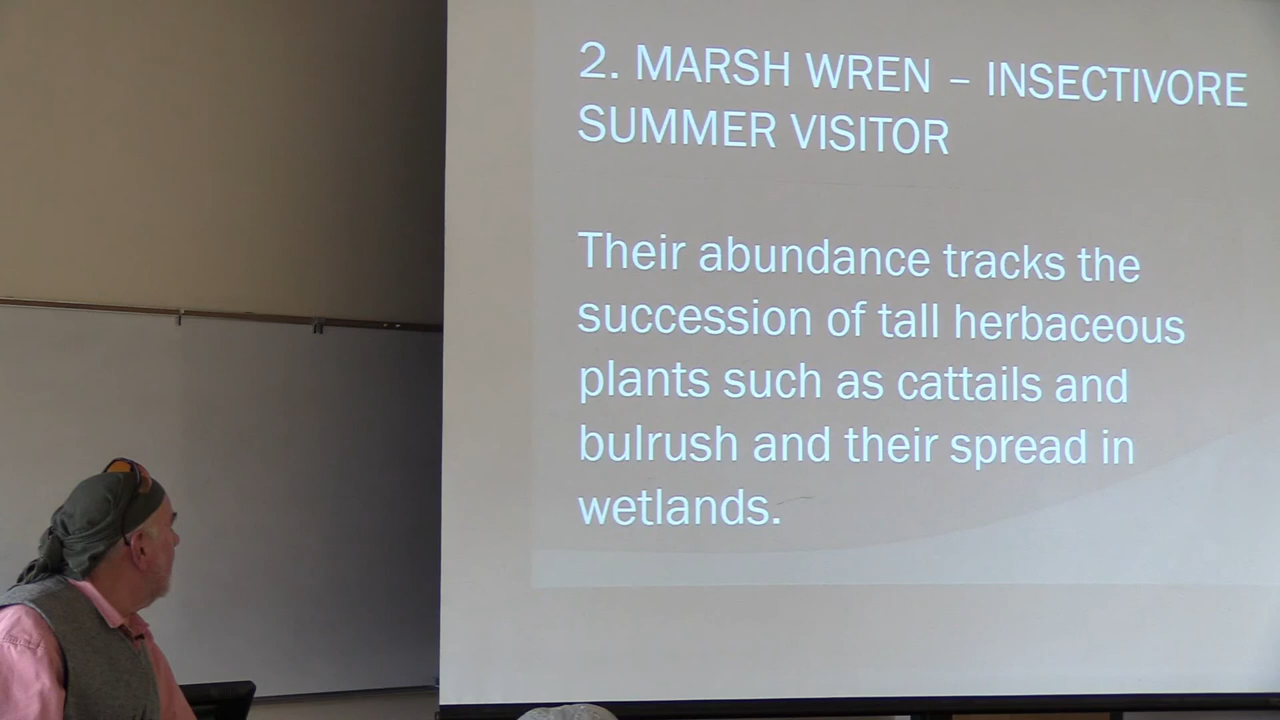 2. MARSH WREN – INSECTIVORE
SUMMER VISITOR
Their abundance tracks the
succession of tall herbaceous
plants such as cattails and
bulrush and their spread in
wetlands.